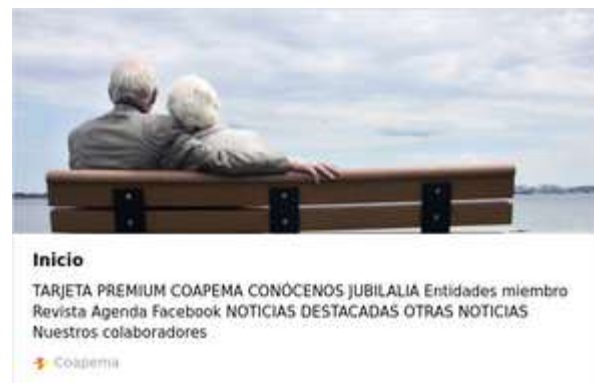 Inicio
TARJETA PREMIUM COAPEMA CONÓCENOS JUBILALIA Entidades miembro
Revista Agenda Facebook NOTICIAS DESTACADAS OTRAS NOTICIAS
Nuestros colaboradores
Coapema